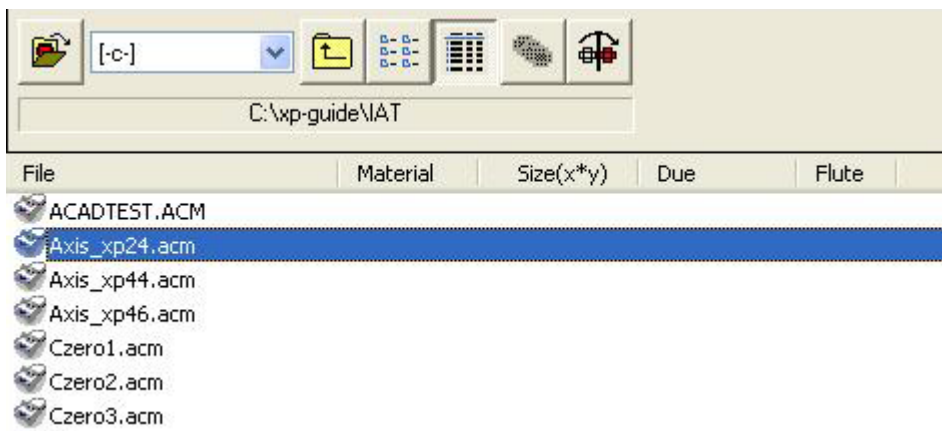 [-c-]
C:\xp-guide\IAT
File Material Size(x*y) Due Flute
ACADTEST.ACM
Axis_xp24.acm
Axis_xp44.acm
Axis_xp46.acm
Czero1.acm
Czero2.acm
Czero3.acm